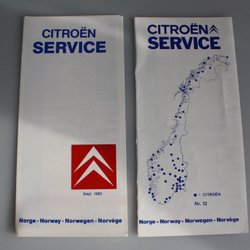 CITROËN
SERVICE
Sept. 1985
Norge - Norway - Norwegen - Norvège
CITROËN
SERVICE
= CITROËN
Nr. 12
Norge - Norway - Norwegen - Norvège